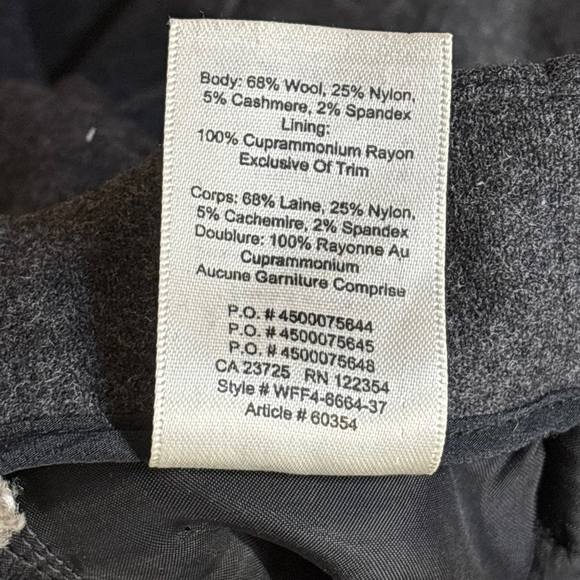 Body: 68% Wool, 25% Nylon,
5% Cashmere, 2% Spandex
Lining:
100% Cuprammonium Rayon
Exclusive Of Trim
Corps: 68% Laine, 25% Nylon,
5% Cachemire, 2% Spandex
Doublure: 100% Rayonne Au
Cuprammonium
Aucune Garniture Comprise
P.O. # 4500075644
P.O. # 4500075645
P.O. # 4500075648
CA 23725 RN 122354
Style # WFF4-8664-37
Article # 60354